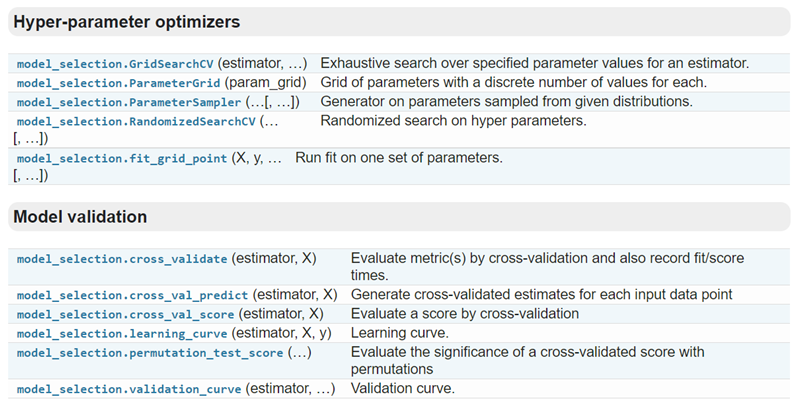 Hyper-parameter optimizers
model_selection.GridSearchCV (estimator, …) Exhaustive search over specified parameter values for an estimator.
model_selection.ParameterGrid (param_grid) Grid of parameters with a discrete number of values for each.
model_selection.ParameterSampler (…[, …]) Generator on parameters sampled from given distributions.
model_selection.RandomizedSearchCV (… Randomized search on hyper parameters.
[, …])
model_selection.fit_grid_point (X, y, … Run fit on one set of parameters.
[, …])
Model validation
model_selection.cross_validate (estimator, X) Evaluate metric(s) by cross-validation and also record fit/score
times.
model_selection.cross_val_predict (estimator, X) Generate cross-validated estimates for each input data point
model_selection.cross_val_score (estimator, X) Evaluate a score by cross-validation
model_selection.learning_curve (estimator, X, y) Learning curve.
model_selection.permutation_test_score (…) Evaluate the significance of a cross-validated score with
permutations
model_selection.validation_curve (estimator, …) Validation curve.